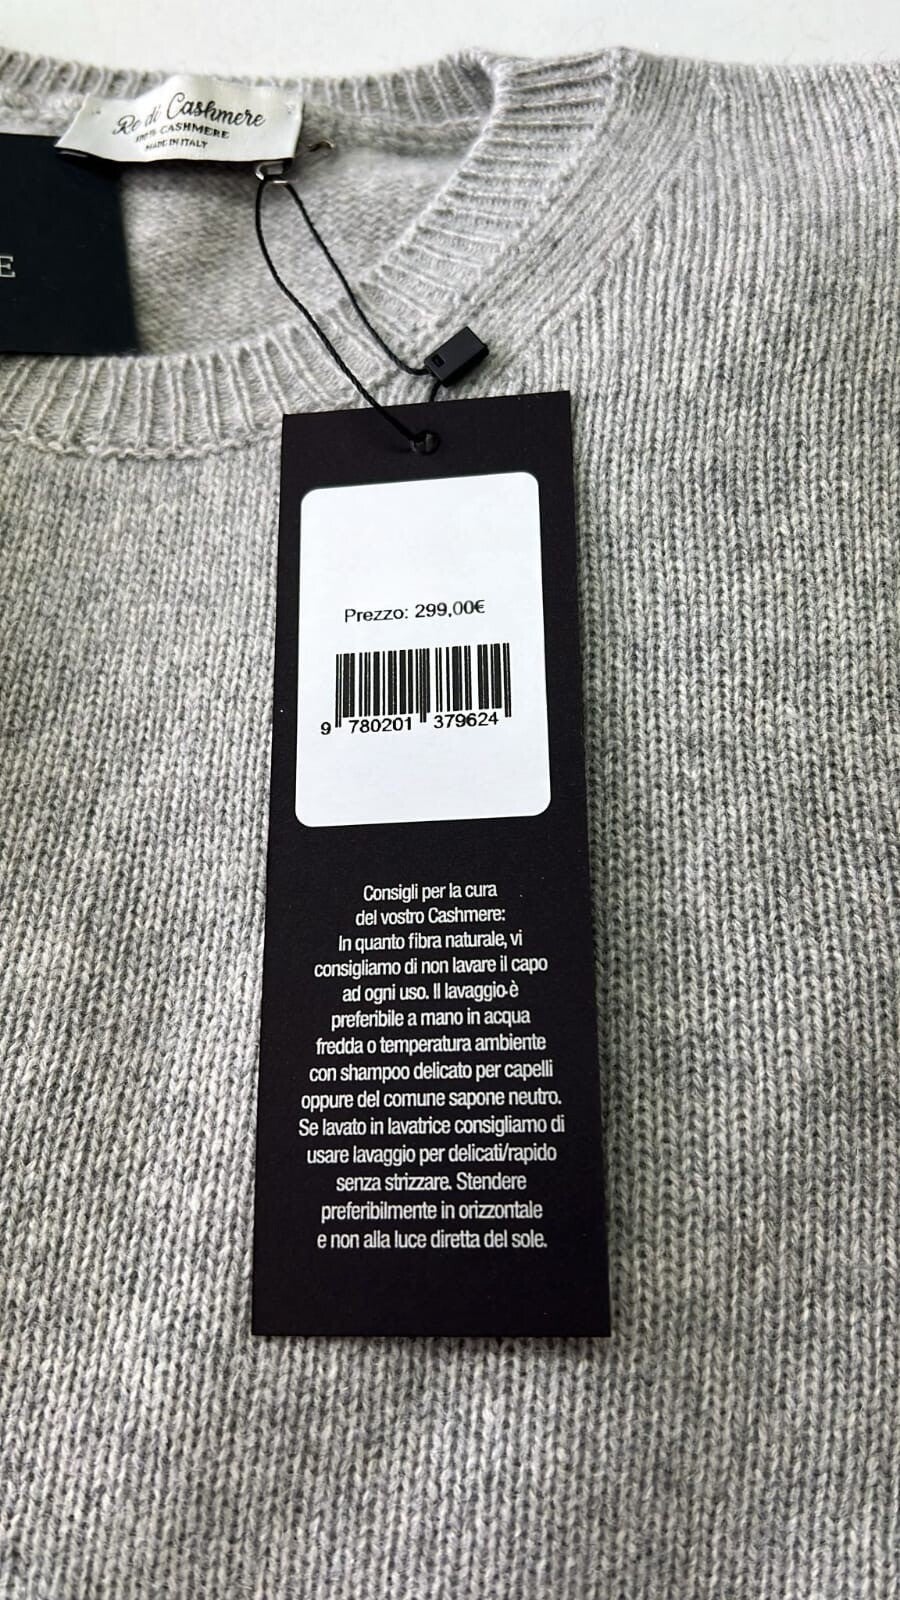 Re di Cashmere
100% CASHMERE
MADE IN ITALY
E
Prezzo: 299,00€
9 780201 379624
Consigli per la cura
del vostro Cashmere:
In quanto fibra naturale, vi
consigliamo di non lavare il capo
ad ogni uso. Il lavaggio è
preferibile a mano in acqua
fredda o temperatura ambiente
con shampoo delicato per capelli
oppure del comune sapone neutro.
Se lavato in lavatrice consigliamo di
usare lavaggio per delicati/rapido
senza strizzare. Stendere
preferibilmente in orizzontale
e non alla luce diretta del sole.